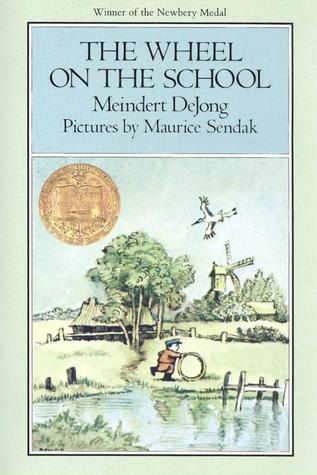 Winner of the Newbery Medal
THE WHEEL
ON THE SCHOOL
Meindert DeJong
Pictures by Maurice Sendak